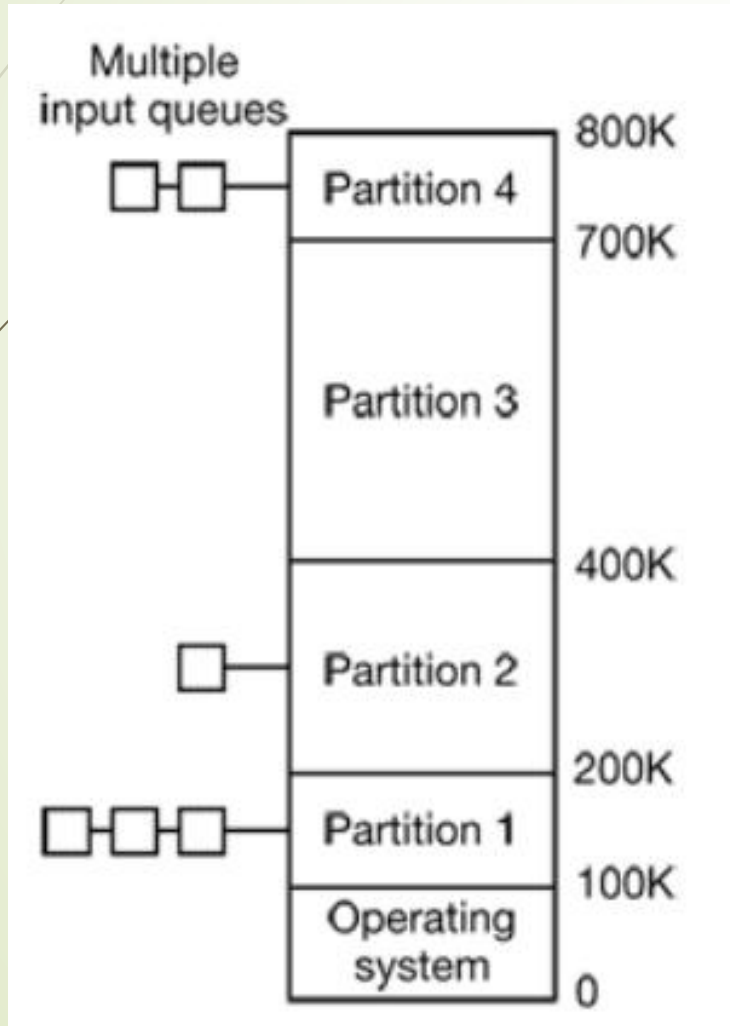 Multiple
input queues
800K
Partition 4
700K
Partition 3
400K
Partition 2
200K
Partition 1
100K
Operating
system
0